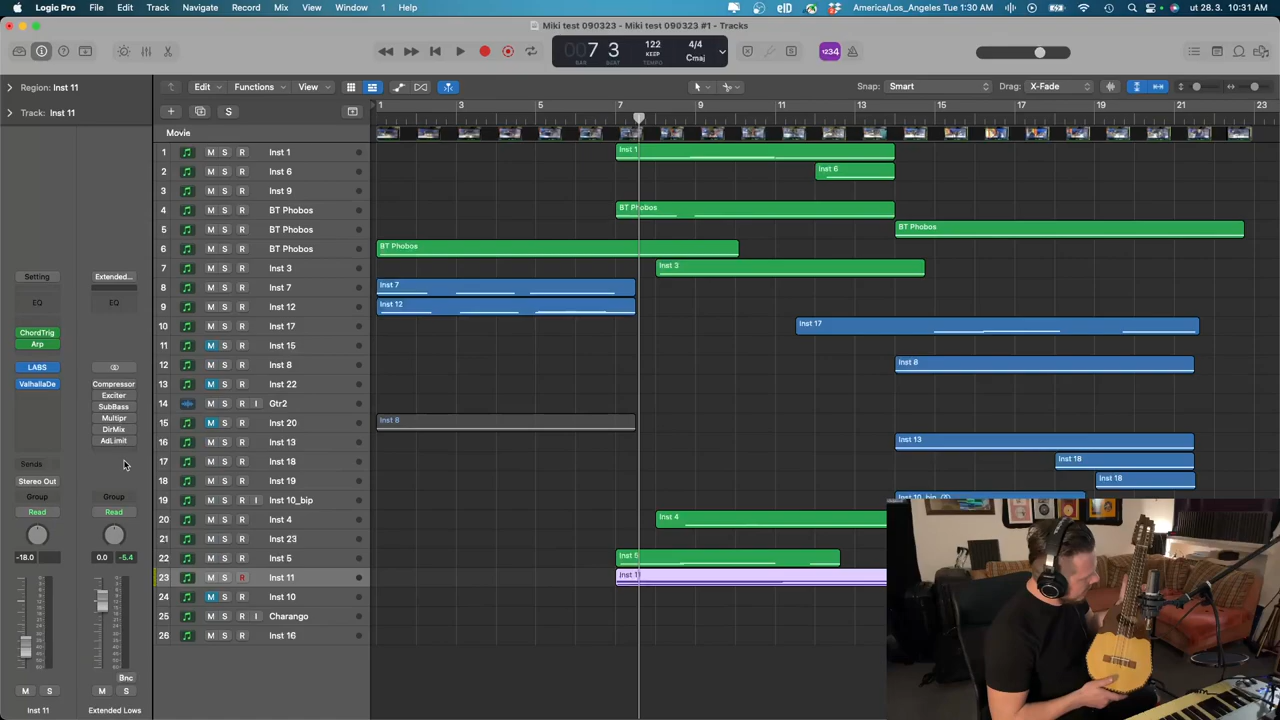 Logic Pro File Edit Track Navigate Record Mix View Window 1 Help eID America/Los_Angeles Tue 1:30 AM ut 28.3. 10:31 AM
Miki test 090323 - Miki test 090323 #1 - Tracks
007 3 122 4/4
BAR BEAT KEEP TEMPO Cmaj
1234
Region: Inst 11
Edit Functions View Snap: Smart Drag: X-Fade
Track: Inst 11
1 3 5 7 9 11 13 15 17 19 21 23
Movie
1 M S R Inst 1 Inst 1
2 M S R Inst 6 Inst 6
3 M S R Inst 9
4 M S R BT Phobos BT Phobos
5 M S R BT Phobos BT Phobos
6 M S R BT Phobos BT Phobos
7 M S R Inst 3 Inst 3
8 M S R Inst 7 Inst 7
9 M S R Inst 12 Inst 12
10 M S R Inst 17 Inst 17
11 M S R Inst 15
12 M S R Inst 8 Inst 8
13 M S R Inst 22
14 M S R I Gtr2
15 M S R Inst 20 Inst 8
16 M S R Inst 13 Inst 13
17 M S R Inst 18 Inst 18
18 M S R Inst 19 Inst 18
19 M S R I Inst 10_bip Inst 10_bip
20 M S R Inst 4 Inst 4
21 M S R Inst 23
22 M S R Inst 5 Inst 5
23 M S R Inst 11 Inst 11
24 M S R Inst 10
25 M S R I Charango
26 M S R Inst 16
Setting Extended...
EQ EQ
ChordTrig
Arp
LABS
ValhallaDe Compressor
Exciter
SubBass
Multipr
DirMix
AdLimit
Sends
Stereo Out
Group Group
Read Read
-18.0 0.0 -5.4
Bnc
M S M S
Inst 11 Extended Lows